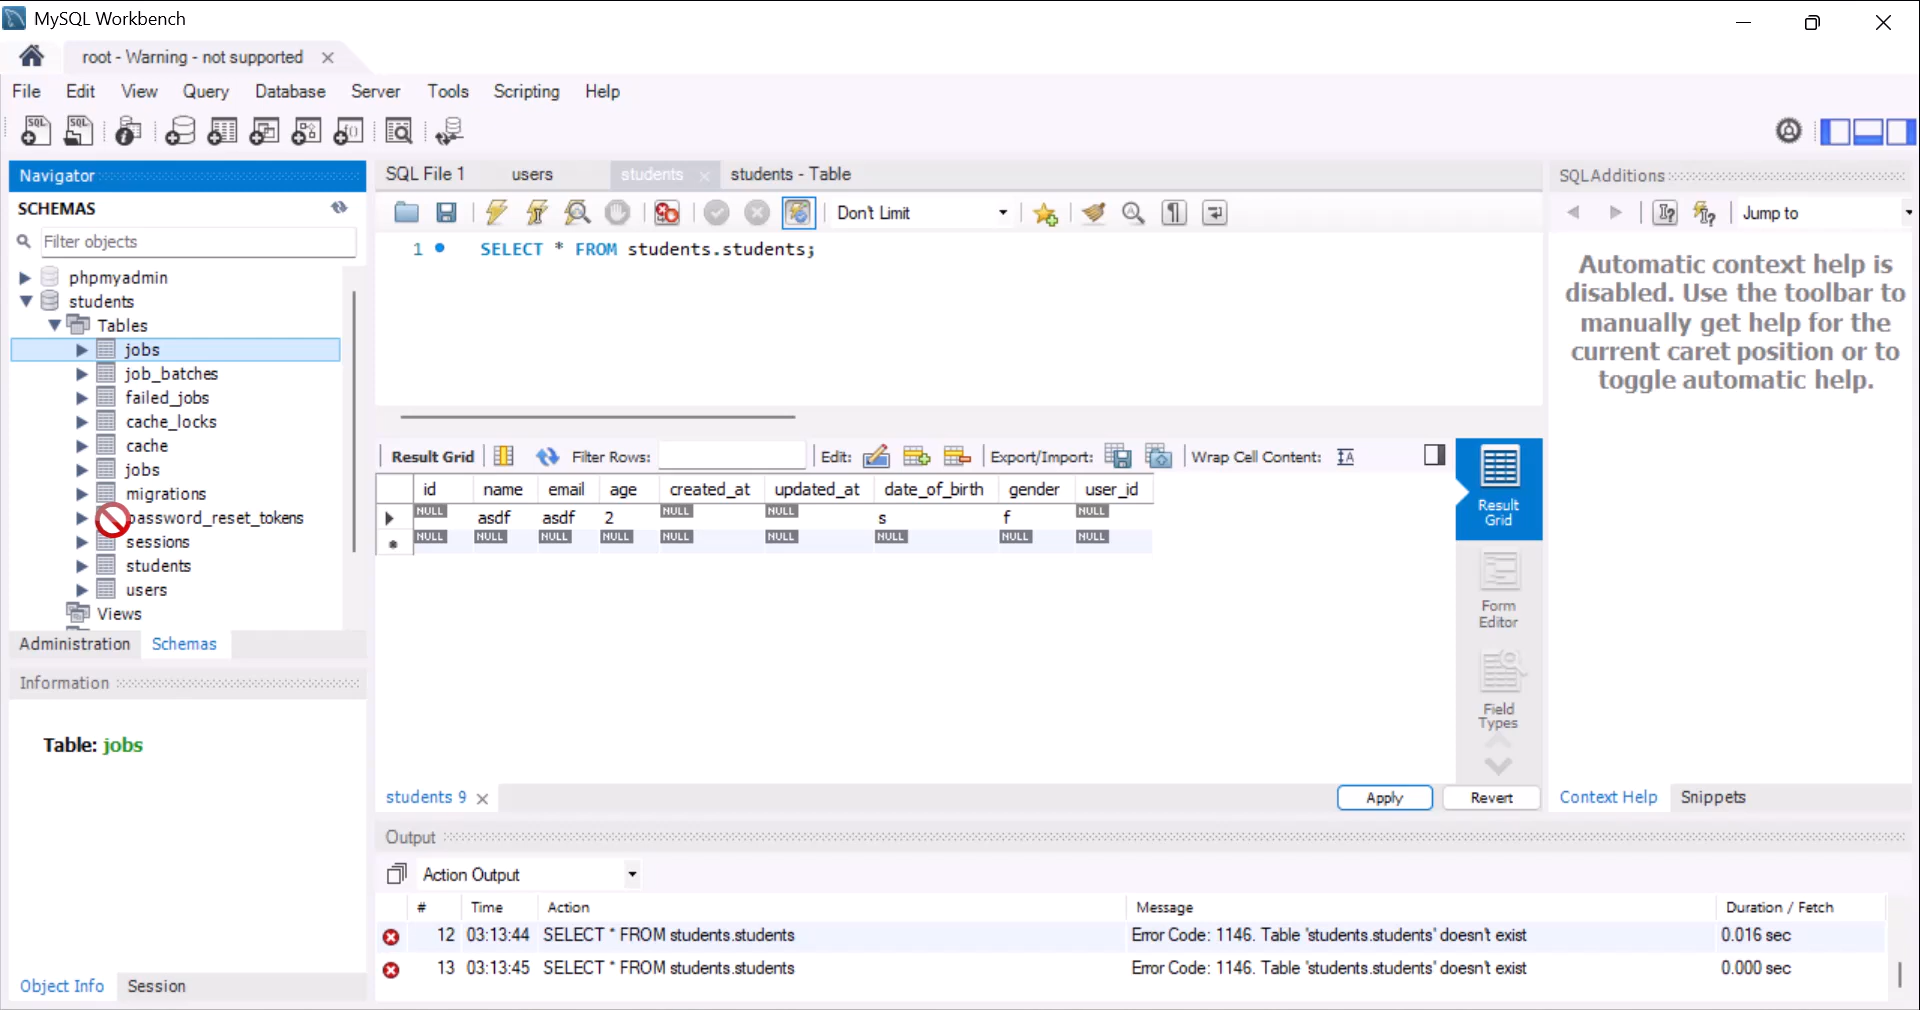 MySQL Workbench
root - Warning - not supported
File Edit View Query Database Server Tools Scripting Help
Navigator
SCHEMAS
Filter objects
phpmyadmin
students
Tables
jobs
job_batches
failed_jobs
cache_locks
cache
jobs
migrations
password_reset_tokens
sessions
students
users
Views
Administration Schemas
Information
Table: jobs
Object Info Session
SQL File 1 users students students - Table
Don't Limit
1 SELECT * FROM students.students;
Result Grid Filter Rows: Edit: Export/Import: Wrap Cell Content:
id name email age created_at updated_at date_of_birth gender user_id
NULL asdf asdf 2 NULL NULL s f NULL
NULL NULL NULL NULL NULL NULL NULL NULL NULL
Result
Grid
Form
Editor
Field
Types
students 9 Apply Revert
SQLAdditions
Jump to
Automatic context help is
disabled. Use the toolbar to
manually get help for the
current caret position or to
toggle automatic help.
Context Help Snippets
Output
Action Output
# Time Action Message Duration / Fetch
12 03:13:44 SELECT * FROM students.students Error Code: 1146. Table 'students.students' doesn't exist 0.016 sec
13 03:13:45 SELECT * FROM students.students Error Code: 1146. Table 'students.students' doesn't exist 0.000 sec